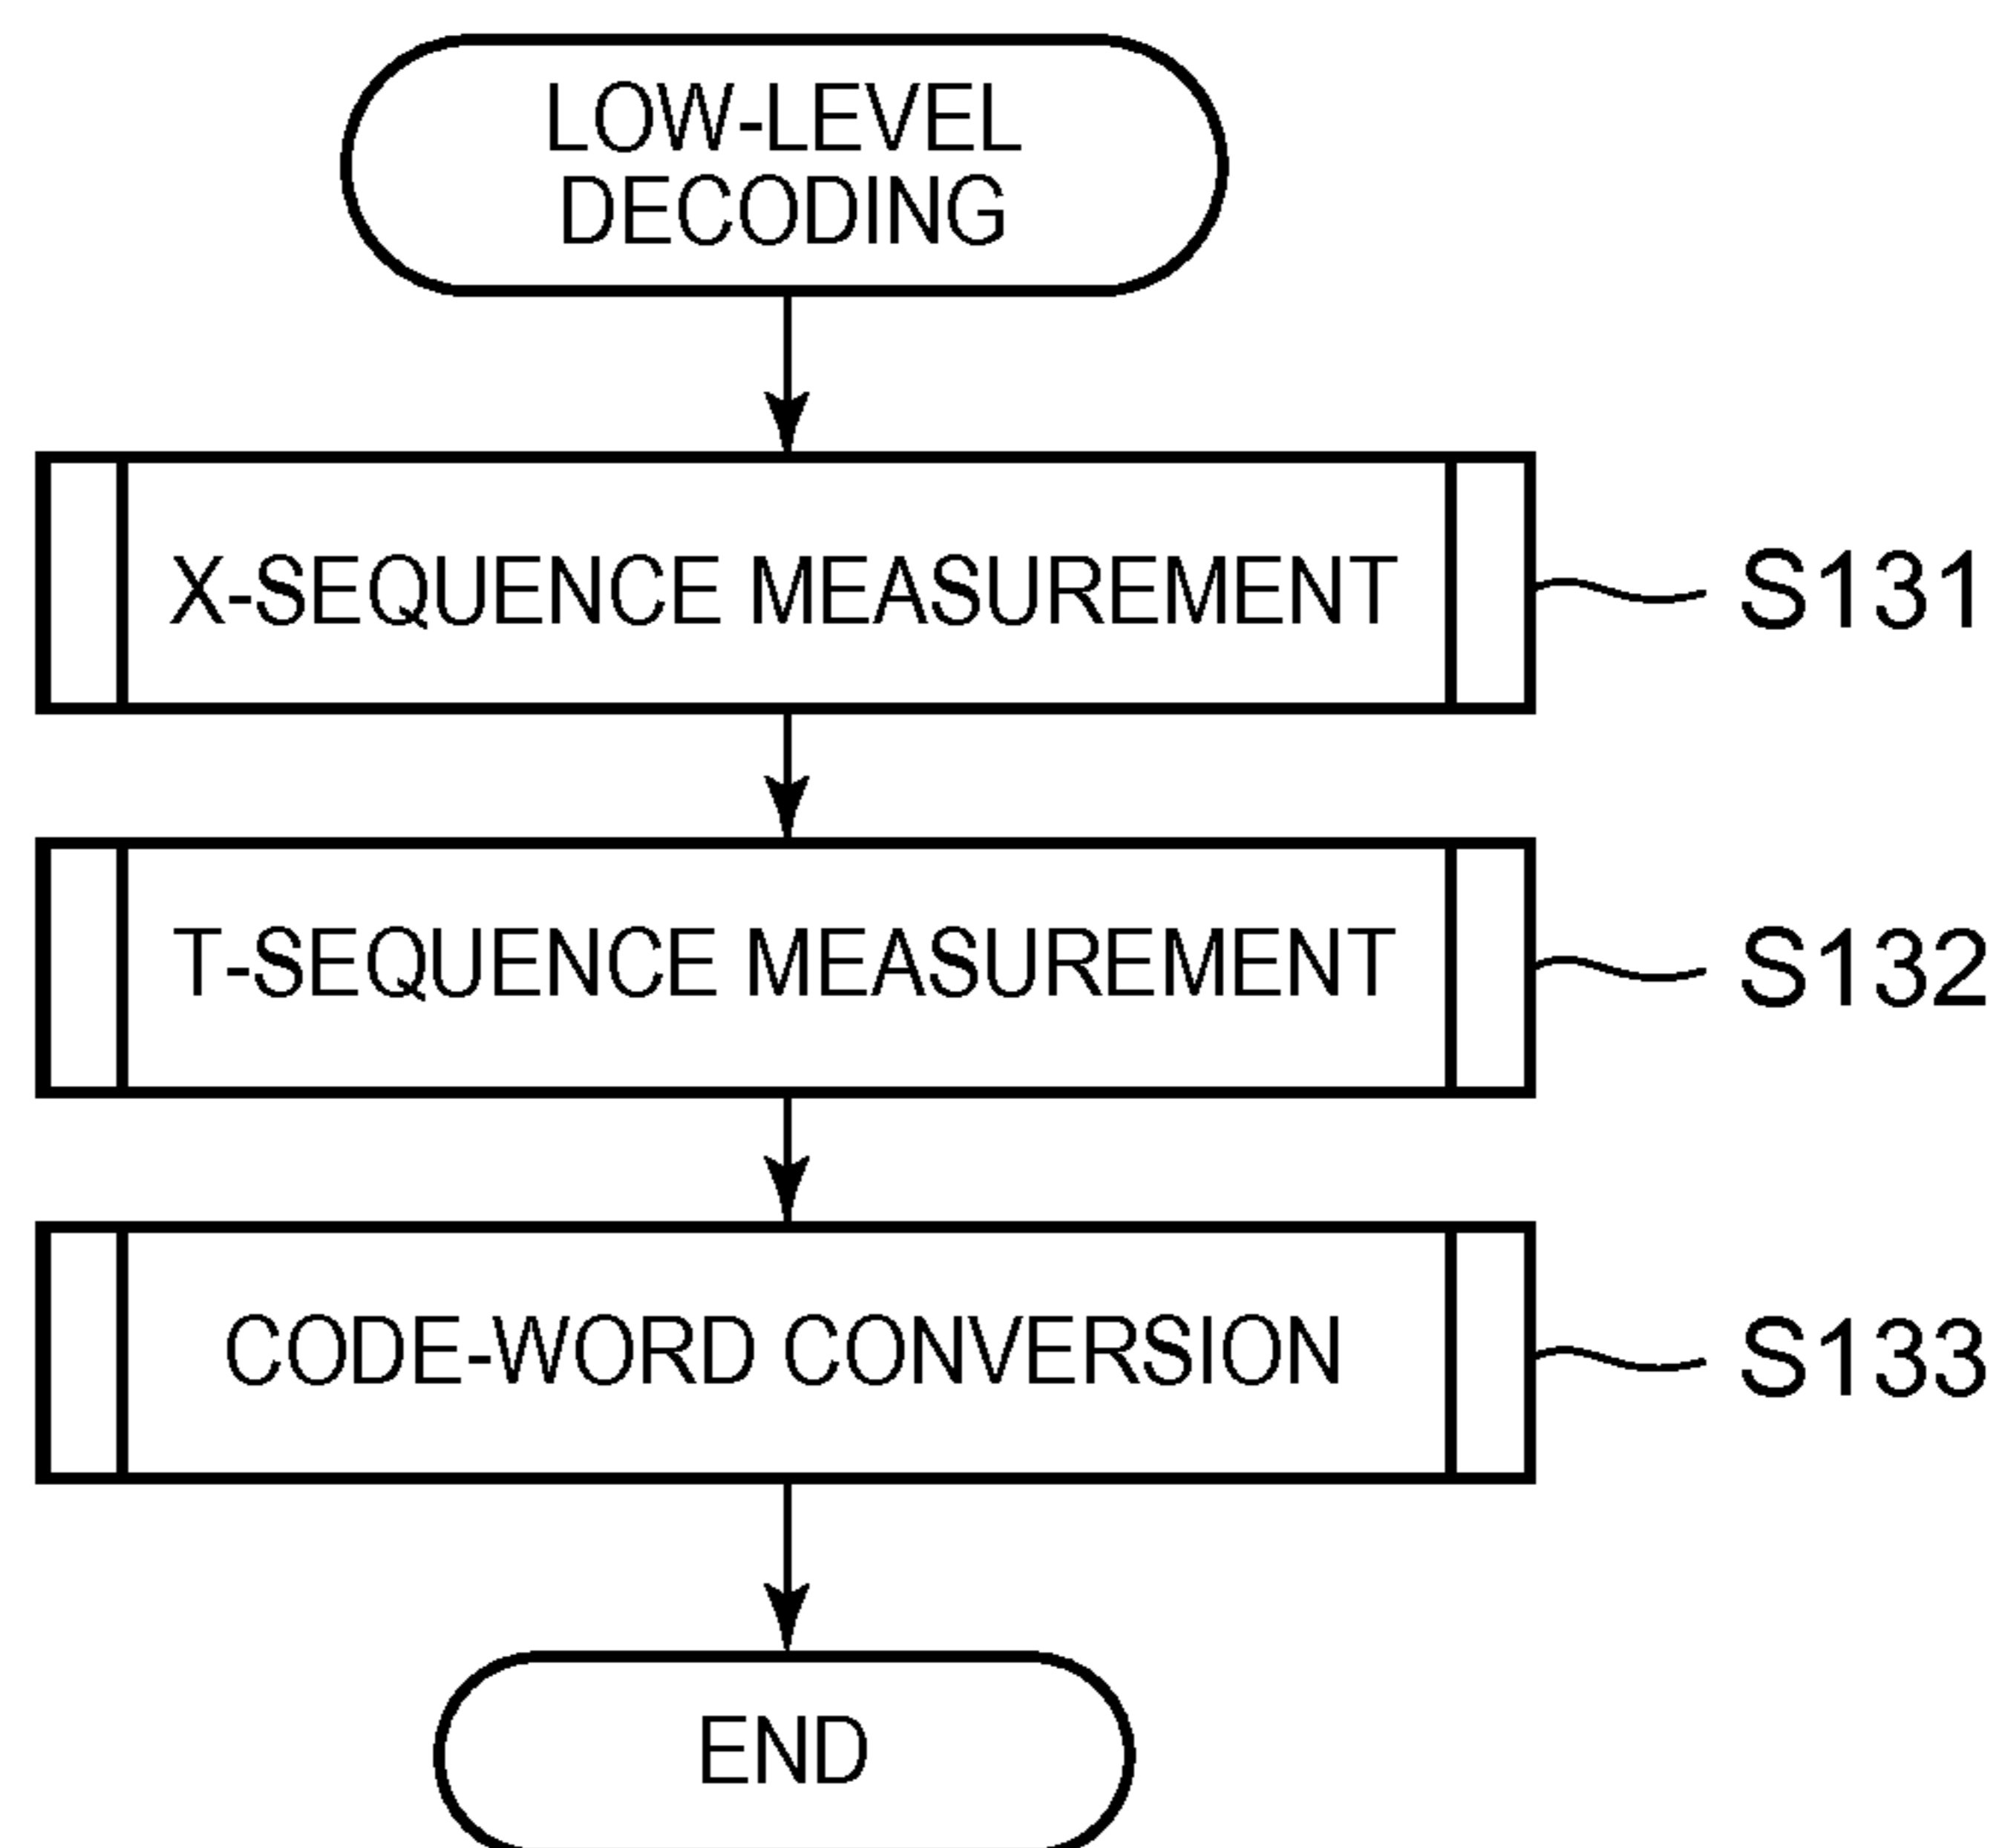 LOW-LEVEL
DECODING
X-SEQUENCE MEASUREMENT
S131
T-SEQUENCE MEASUREMENT
S132
CODE-WORD CONVERSION
S133
END